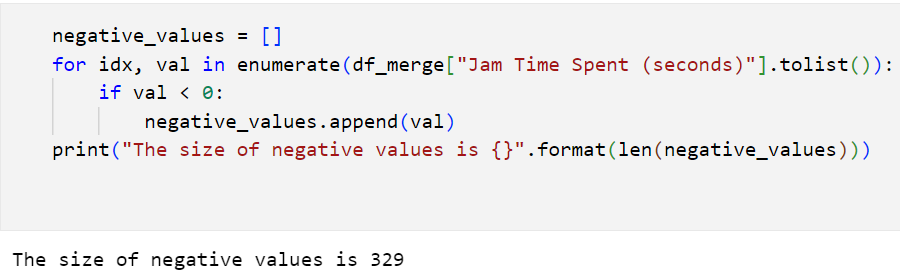 negative_values = []
for idx, val in enumerate(df_merge["Jam Time Spent (seconds)"].tolist()):
    if val < 0:
        negative_values.append(val)
print("The size of negative values is {}".format(len(negative_values)))
The size of negative values is 329